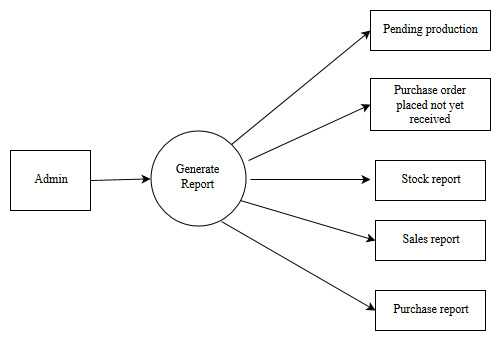 Pending production
Purchase order
placed not yet
received
Admin
Generate
Report
Stock report
Sales report
Purchase report